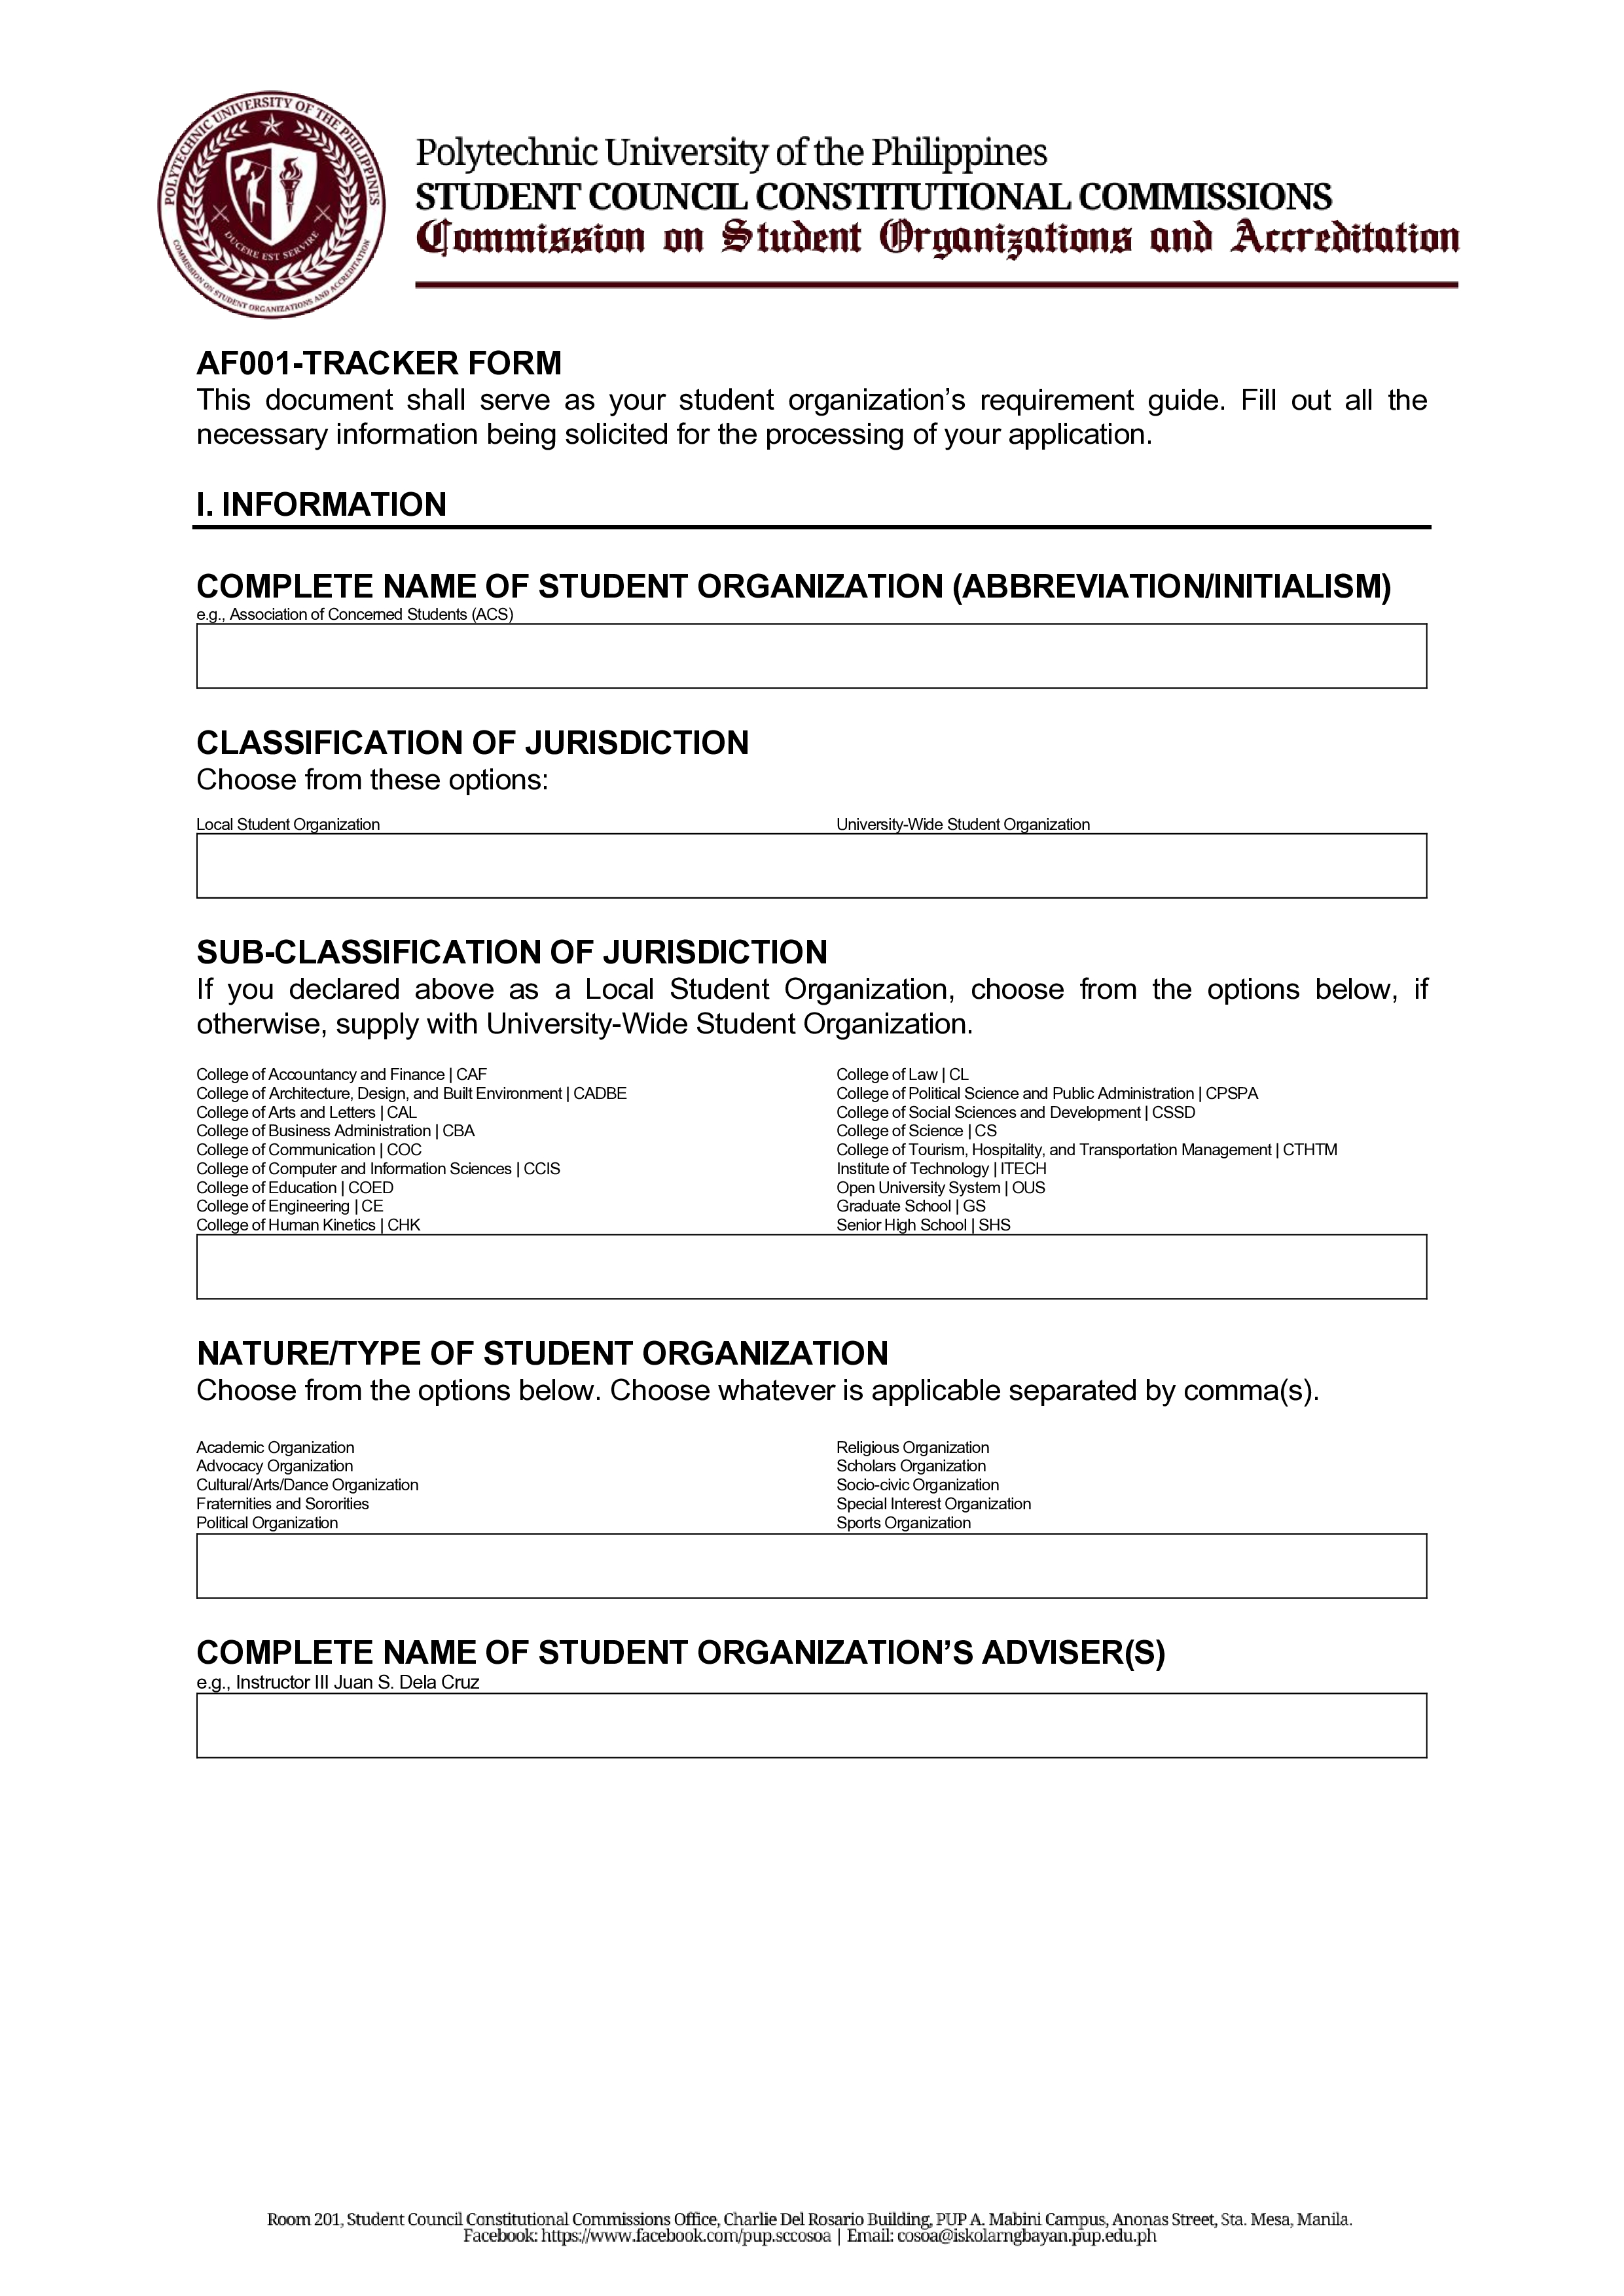 POLYTECHNIC UNIVERSITY OF THE PHILIPPINES
DUCERE EST SERVIRE
COMMISSION ON STUDENT ORGANIZATIONS AND ACCREDITATION
Polytechnic University of the Philippines
STUDENT COUNCIL CONSTITUTIONAL COMMISSIONS
Commission on Student Organizations and Accreditation
AF001-TRACKER FORM
This document shall serve as your student organization’s requirement guide. Fill out all the
necessary information being solicited for the processing of your application.
I. INFORMATION
COMPLETE NAME OF STUDENT ORGANIZATION (ABBREVIATION/INITIALISM)
e.g., Association of Concerned Students (ACS)
CLASSIFICATION OF JURISDICTION
Choose from these options:
Local Student Organization
University-Wide Student Organization
SUB-CLASSIFICATION OF JURISDICTION
If you declared above as a Local Student Organization, choose from the options below, if
otherwise, supply with University-Wide Student Organization.
College of Accountancy and Finance | CAF
College of Architecture, Design, and Built Environment | CADBE
College of Arts and Letters | CAL
College of Business Administration | CBA
College of Communication | COC
College of Computer and Information Sciences | CCIS
College of Education | COED
College of Engineering | CE
College of Human Kinetics | CHK
College of Law | CL
College of Political Science and Public Administration | CPSPA
College of Social Sciences and Development | CSSD
College of Science | CS
College of Tourism, Hospitality, and Transportation Management | CTHTM
Institute of Technology | ITECH
Open University System | OUS
Graduate School | GS
Senior High School | SHS
NATURE/TYPE OF STUDENT ORGANIZATION
Choose from the options below. Choose whatever is applicable separated by comma(s).
Academic Organization
Advocacy Organization
Cultural/Arts/Dance Organization
Fraternities and Sororities
Political Organization
Religious Organization
Scholars Organization
Socio-civic Organization
Special Interest Organization
Sports Organization
COMPLETE NAME OF STUDENT ORGANIZATION’S ADVISER(S)
e.g., Instructor III Juan S. Dela Cruz
Room 201, Student Council Constitutional Commissions Office, Charlie Del Rosario Building, PUP A. Mabini Campus, Anonas Street, Sta. Mesa, Manila.
Facebook: https://www.facebook.com/pup.sccosoa | Email: cosoa@iskolarngbayan.pup.edu.ph